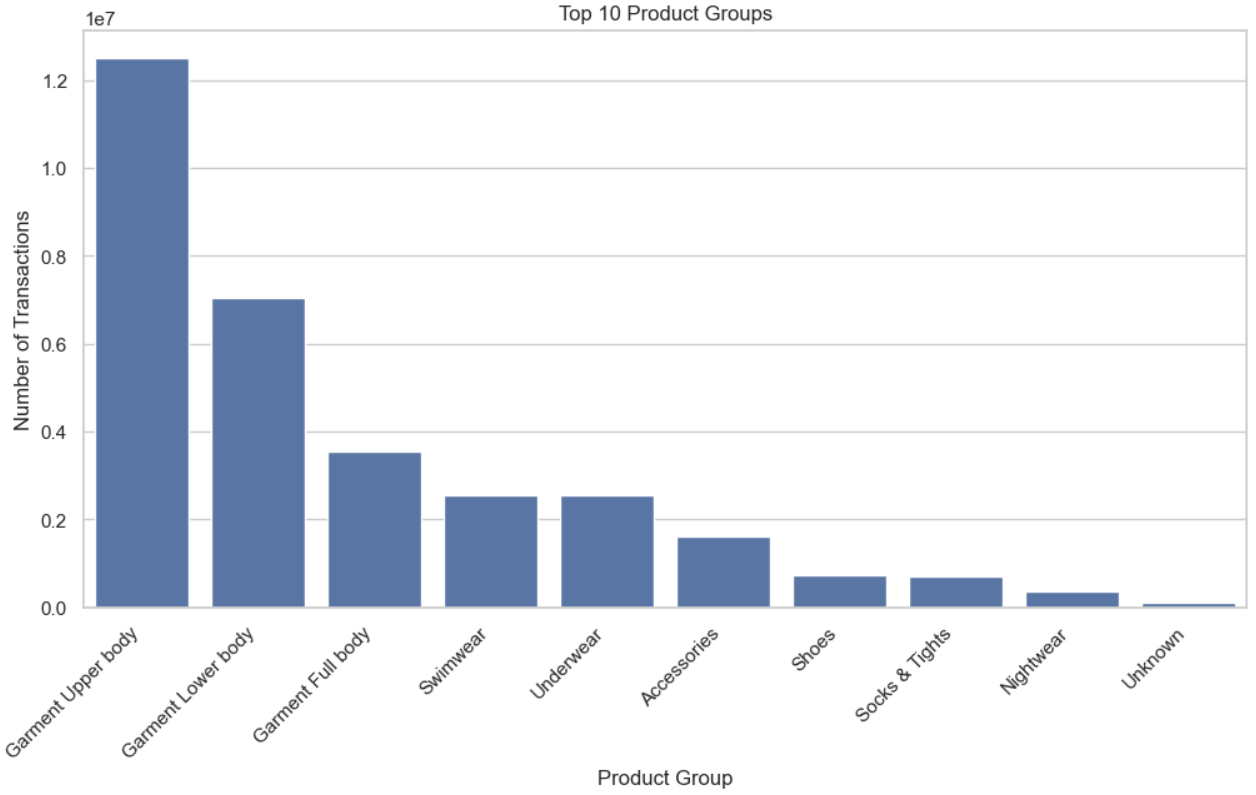 Top 10 Product Groups
1e7
1.2
1.0
0.8
0.6
0.4
0.2
0.0
Number of Transactions
Garment Upper body
Garment Lower body
Garment Full body
Swimwear
Underwear
Accessories
Shoes
Socks & Tights
Nightwear
Unknown
Product Group